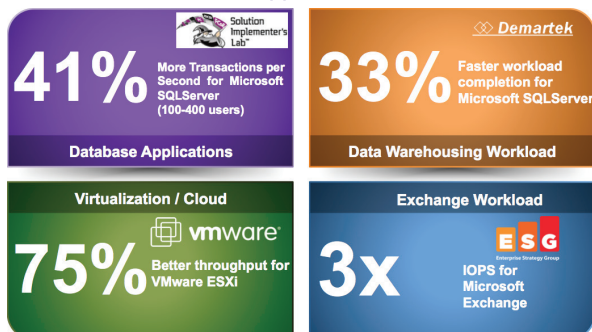 Solution
Implementer's
Lab™
41%
More Transactions per
Second for Microsoft
SQLServer
(100-400 users)
Database Applications
Demartek
33%
Faster workload
completion for
Microsoft SQLServer
Data Warehousing Workload
Virtualization / Cloud
vmware®
75%
Better throughput for
VMware ESXi
Exchange Workload
ESG
Enterprise Strategy Group
3x
IOPS for
Microsoft
Exchange